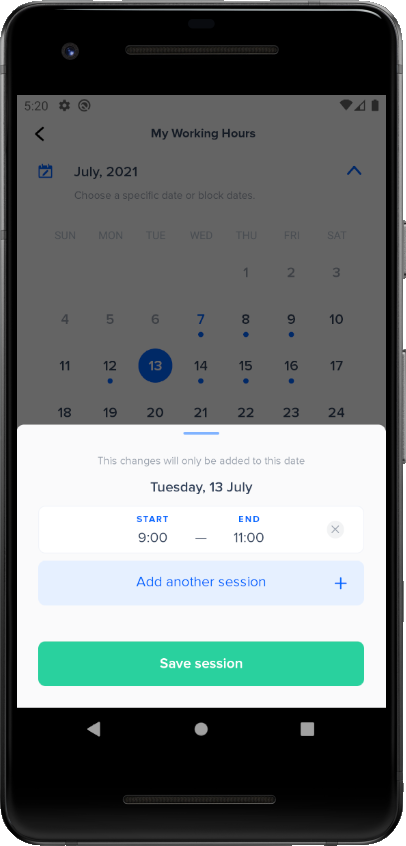 5:20
My Working Hours
July, 2021
Choose a specific date or block dates.
SUN MON TUE WED THU FRI SAT
1 2 3
4 5 6 7 8 9 10
11 12 13 14 15 16 17
18 19 20 21 22 23 24
This changes will only be added to this date
Tuesday, 13 July
START END
9:00 — 11:00
Add another session +
Save session